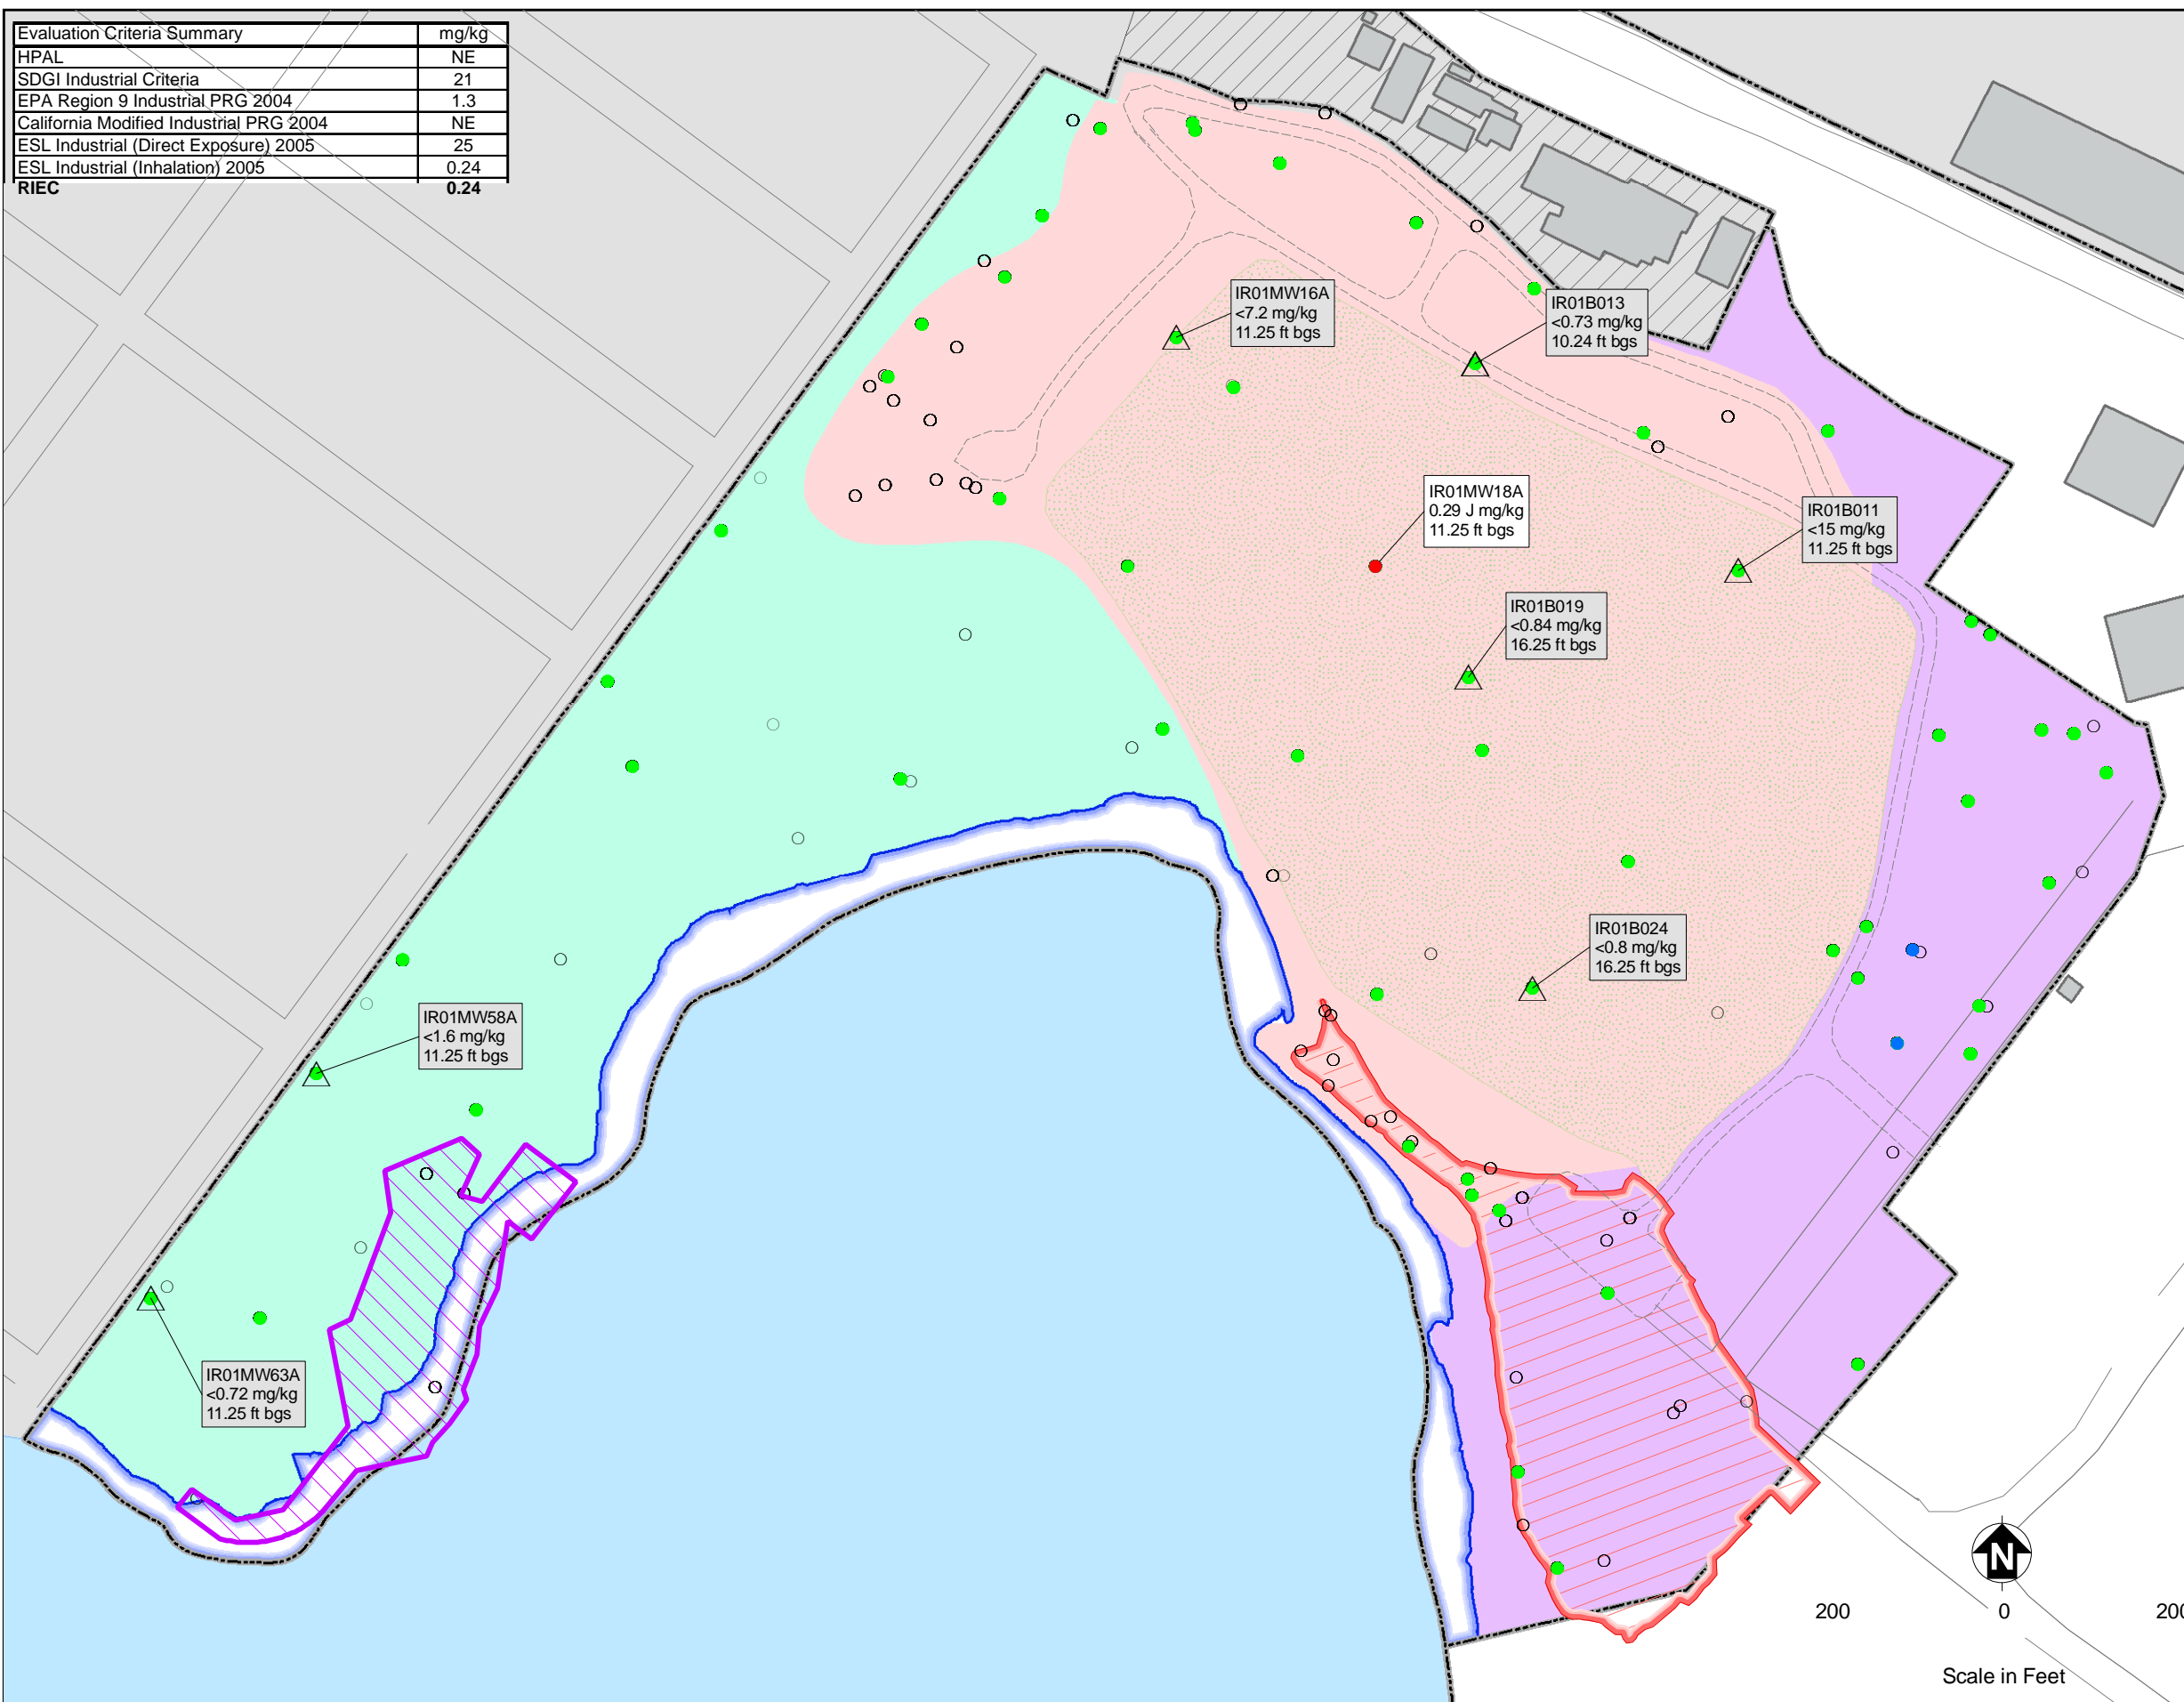 Evaluation Criteria Summary mg/kg
HPAL NE
SDGI Industrial Criteria 21
EPA Region 9 Industrial PRG 2004 1.3
California Modified Industrial PRG 2004 NE
ESL Industrial (Direct Exposure) 2005 25
ESL Industrial (Inhalation) 2005 0.24
RIEC 0.24
IR01MW16A
<7.2 mg/kg
11.25 ft bgs
IR01B013
<0.73 mg/kg
10.24 ft bgs
IR01MW18A
0.29 J mg/kg
11.25 ft bgs
IR01B011
<15 mg/kg
11.25 ft bgs
IR01B019
<0.84 mg/kg
16.25 ft bgs
IR01B024
<0.8 mg/kg
16.25 ft bgs
IR01MW58A
<1.6 mg/kg
11.25 ft bgs
IR01MW63A
<0.72 mg/kg
11.25 ft bgs
N
200 0 200
Scale in Feet